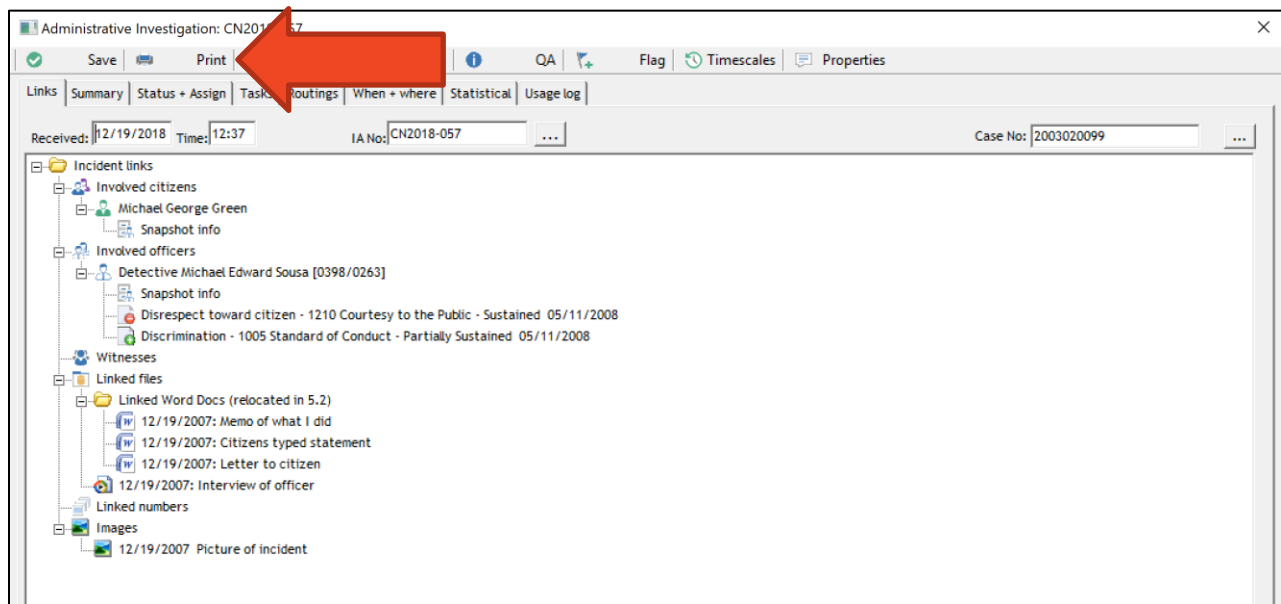 Administrative Investigation: CN201 57
Save Print QA Flag Timescales Properties
Links Summary Status + Assign Tasks Routings When + where Statistical Usage log
Received: 12/19/2018 Time: 12:37 IA No: CN2018-057 ... Case No: 2003020099 ...
Incident links
Involved citizens
Michael George Green
Snapshot info
Involved officers
Detective Michael Edward Sousa [0398/0263]
Snapshot info
Disrespect toward citizen - 1210 Courtesy to the Public - Sustained 05/11/2008
Discrimination - 1005 Standard of Conduct - Partially Sustained 05/11/2008
Witnesses
Linked files
Linked Word Docs (relocated in 5.2)
12/19/2007: Memo of what I did
12/19/2007: Citizens typed statement
12/19/2007: Letter to citizen
12/19/2007: Interview of officer
Linked numbers
Images
12/19/2007 Picture of incident